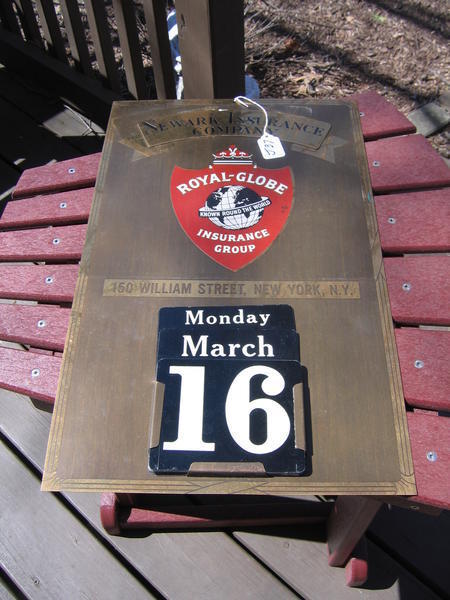 NEWARK INSURANCE
COMPANY
ROYAL-GLOBE
KNOWN ROUND THE WORLD
INSURANCE
GROUP
150 WILLIAM STREET, NEW YORK, N.Y.
Monday
March
16